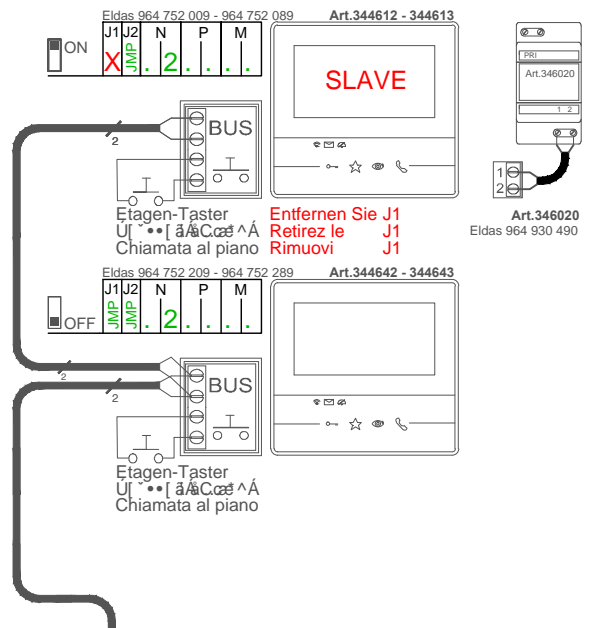 Eldas 964 752 009 - 964 752 089
Art.344612 - 344613
ON
J1 J2 N P M
X JMP . 2 . . . .
SLAVE
PRI
Art.346020
1 2
BUS
2
1
2
Etagen-Taster
Chiamata al piano
Entfernen Sie J1
Retirez le J1
Rimuovi J1
Art.346020
Eldas 964 930 490
Eldas 964 752 209 - 964 752 289
Art.344642 - 344643
OFF
J1 J2 N P M
JMP JMP . 2 . . . .
BUS
2
2
Etagen-Taster
Chiamata al piano